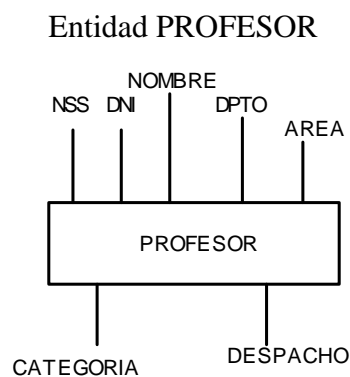 Entidad PROFESOR
NOMBRE
NSS DNI DPTO
AREA
PROFESOR
CATEGORIA DESPACHO